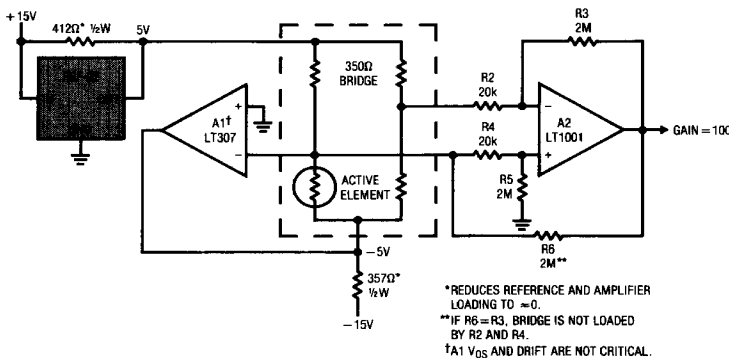 +15V
412Ω* ½W
5V
350Ω
BRIDGE
R3
2M
R2
20k
A1†
LT307
+
−
R4
20k
−
A2
LT1001
+
GAIN=100
ACTIVE
ELEMENT
R5
2M
R6
2M**
−5V
357Ω*
½W
−15V
*REDUCES REFERENCE AND AMPLIFIER
LOADING TO ≈0.
**IF R6=R3, BRIDGE IS NOT LOADED
BY R2 AND R4.
†A1 VOS AND DRIFT ARE NOT CRITICAL.